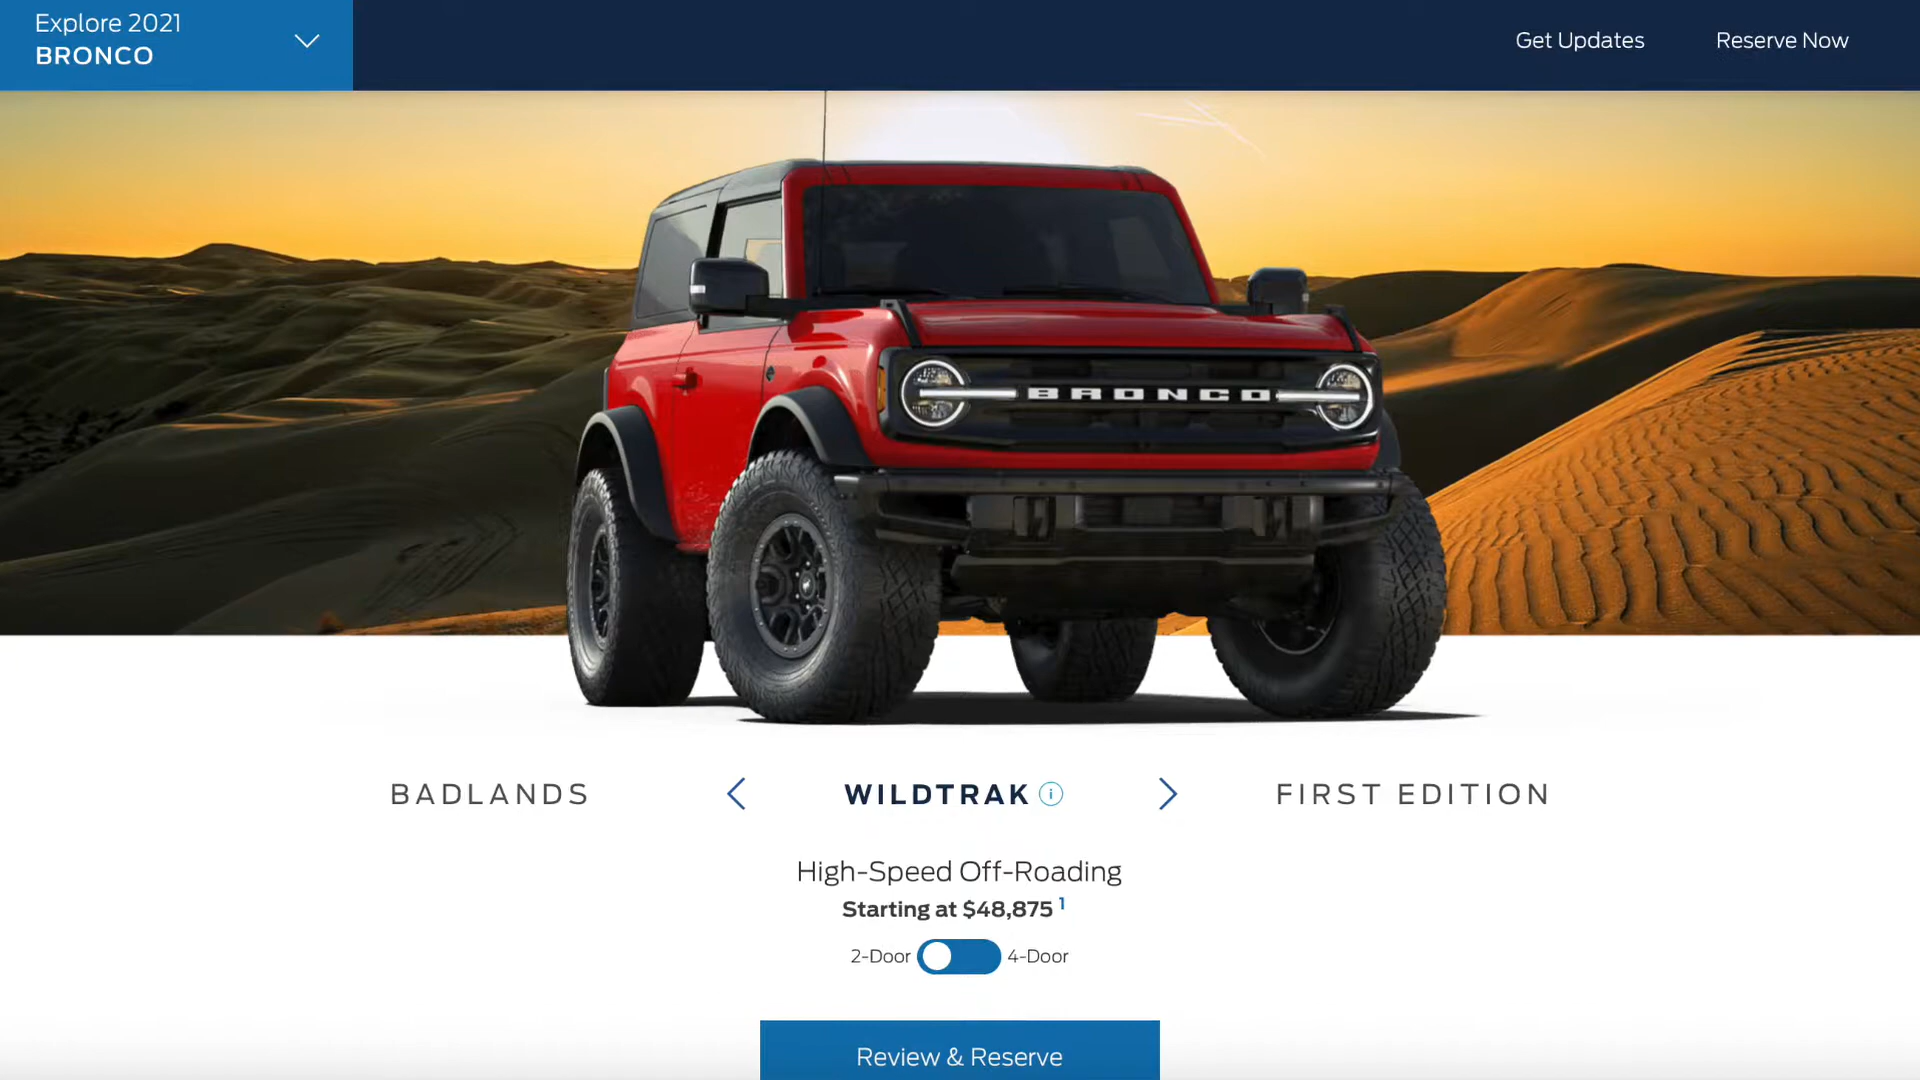 Explore 2021
BRONCO
Get Updates
Reserve Now
BRONCO
BADLANDS
WILDTRAK
FIRST EDITION
High-Speed Off-Roading
Starting at $48,875 1
2-Door
4-Door
Review & Reserve